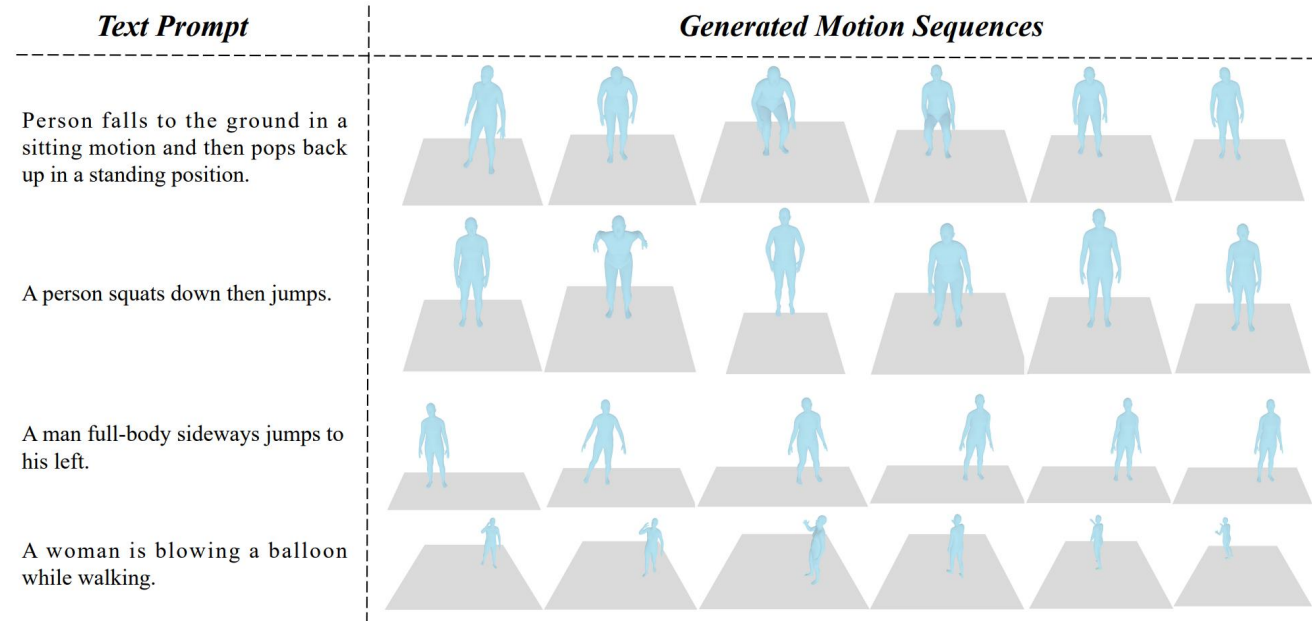 Text Prompt
Generated Motion Sequences
Person falls to the ground in a
sitting motion and then pops back
up in a standing position.
A person squats down then jumps.
A man full-body sideways jumps to
his left.
A woman is blowing a balloon
while walking.